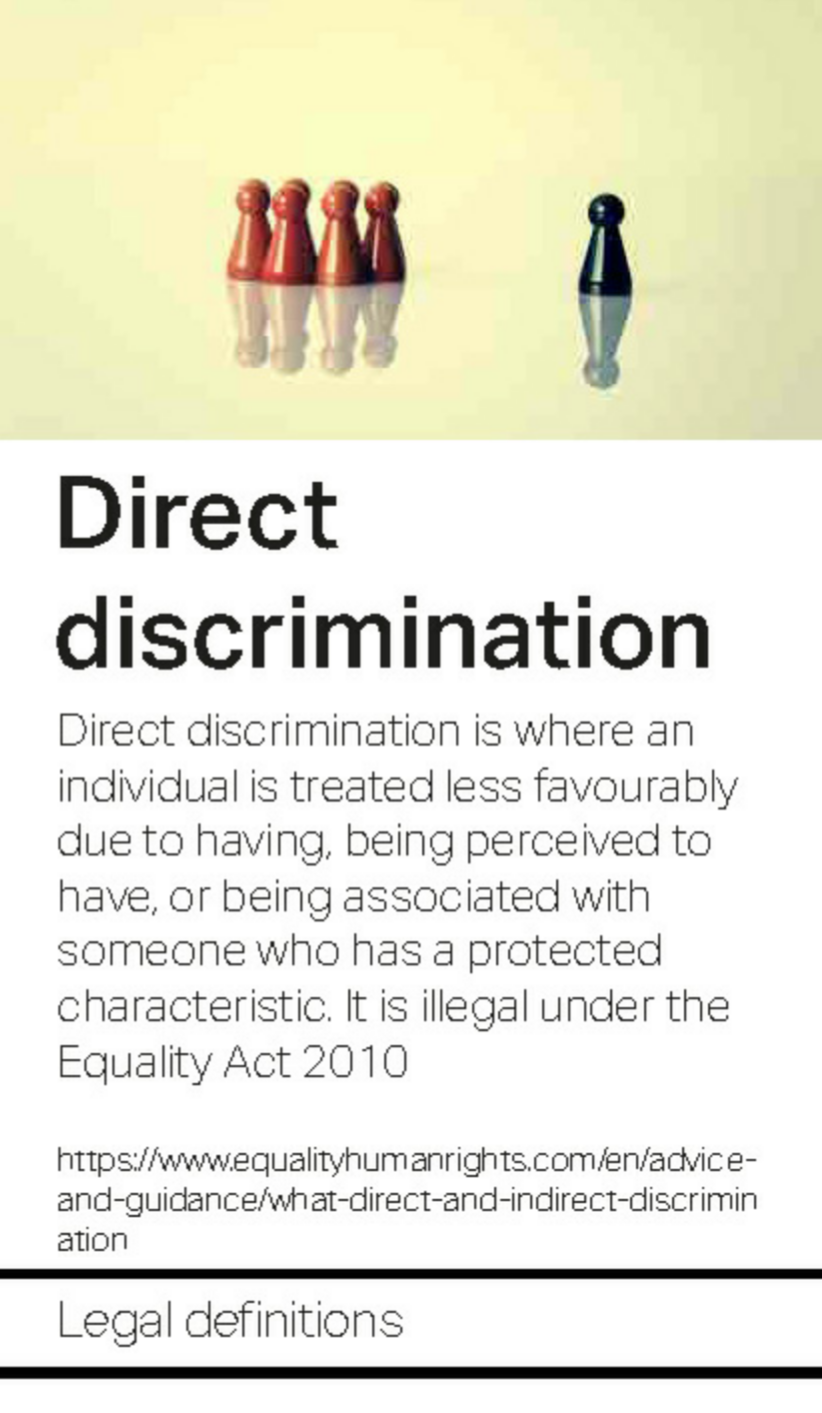 Direct
discrimination
Direct discrimination is where an
individual is treated less favourably
due to having, being perceived to
have, or being associated with
someone who has a protected
characteristic. It is illegal under the
Equality Act 2010
https://www.equalityhumanrights.com/en/advice-
and-guidance/what-direct-and-indirect-discrimin
ation
Legal definitions